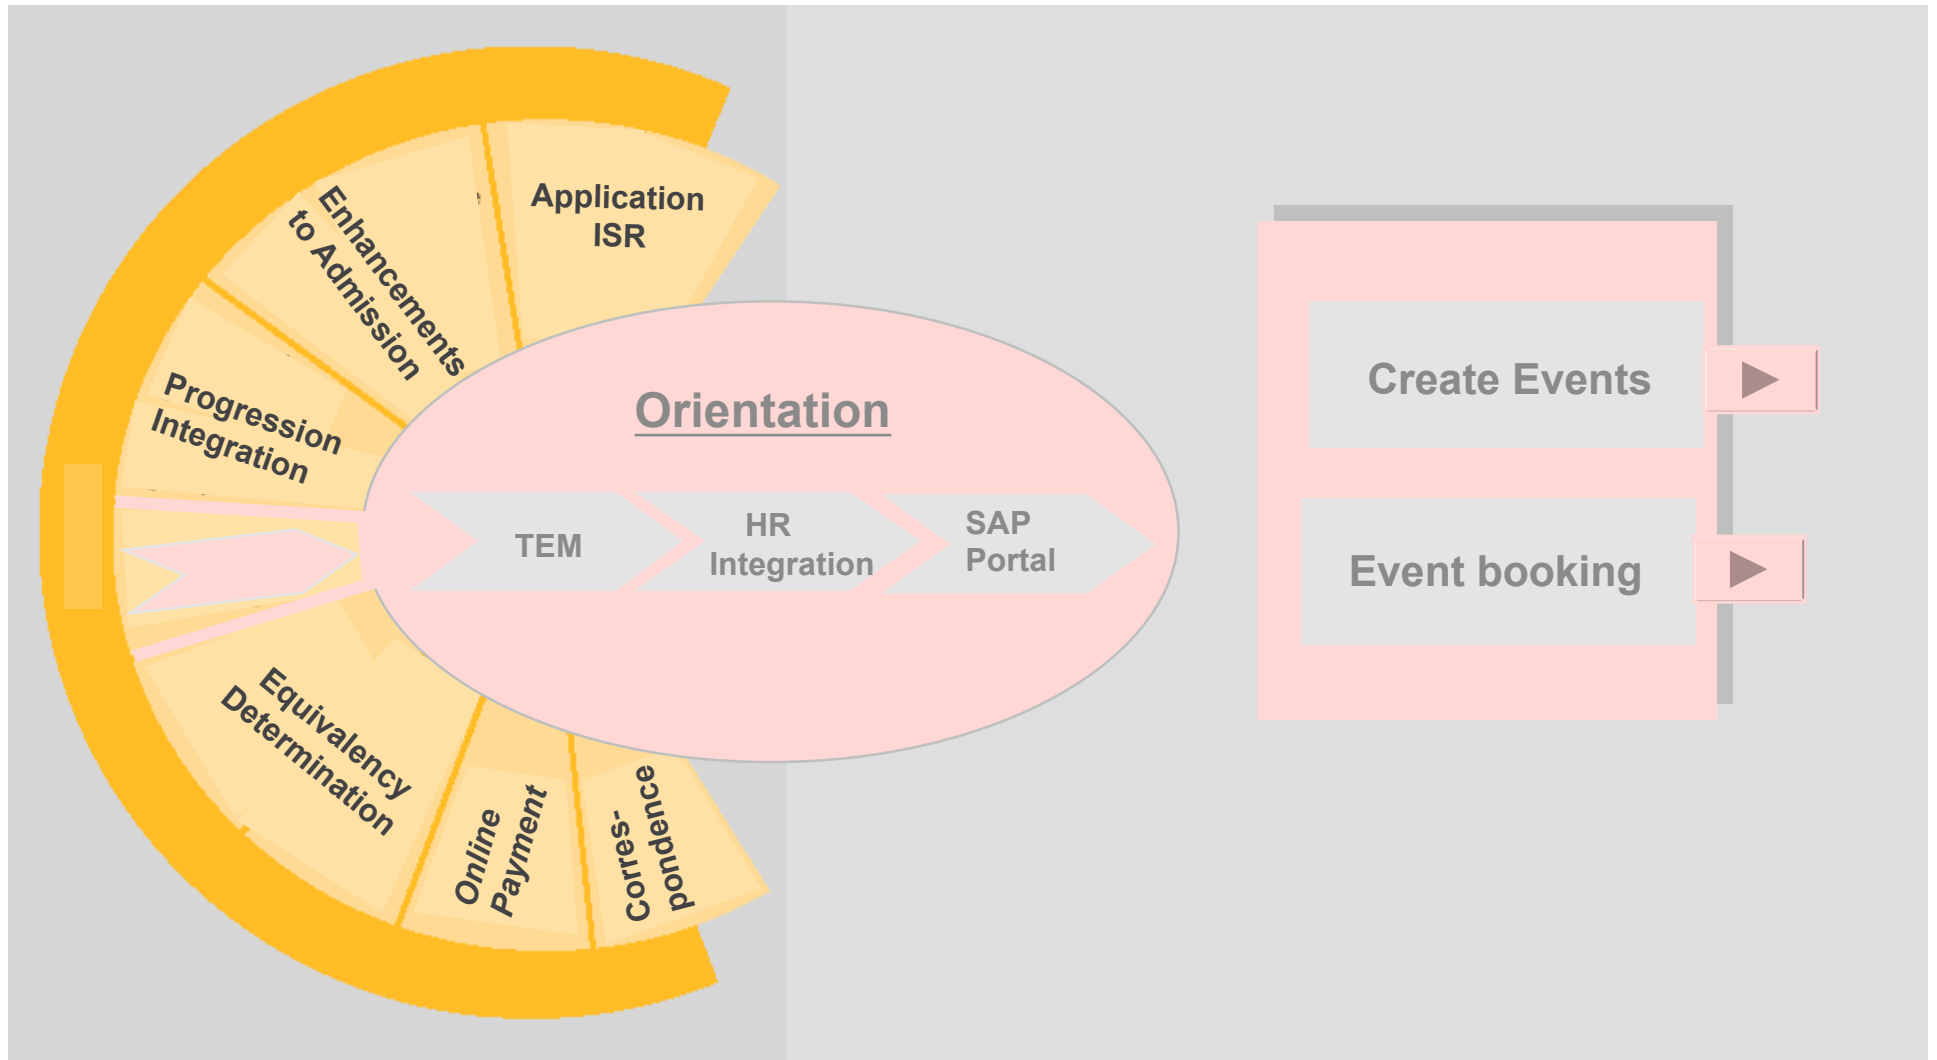 Application
ISR
Enhancements
to Admission
Progression
Integration
Orientation
TEM
HR
Integration
SAP
Portal
Equivalency
Determination
Online
Payment
Corres-
pondence
Create Events
Event booking